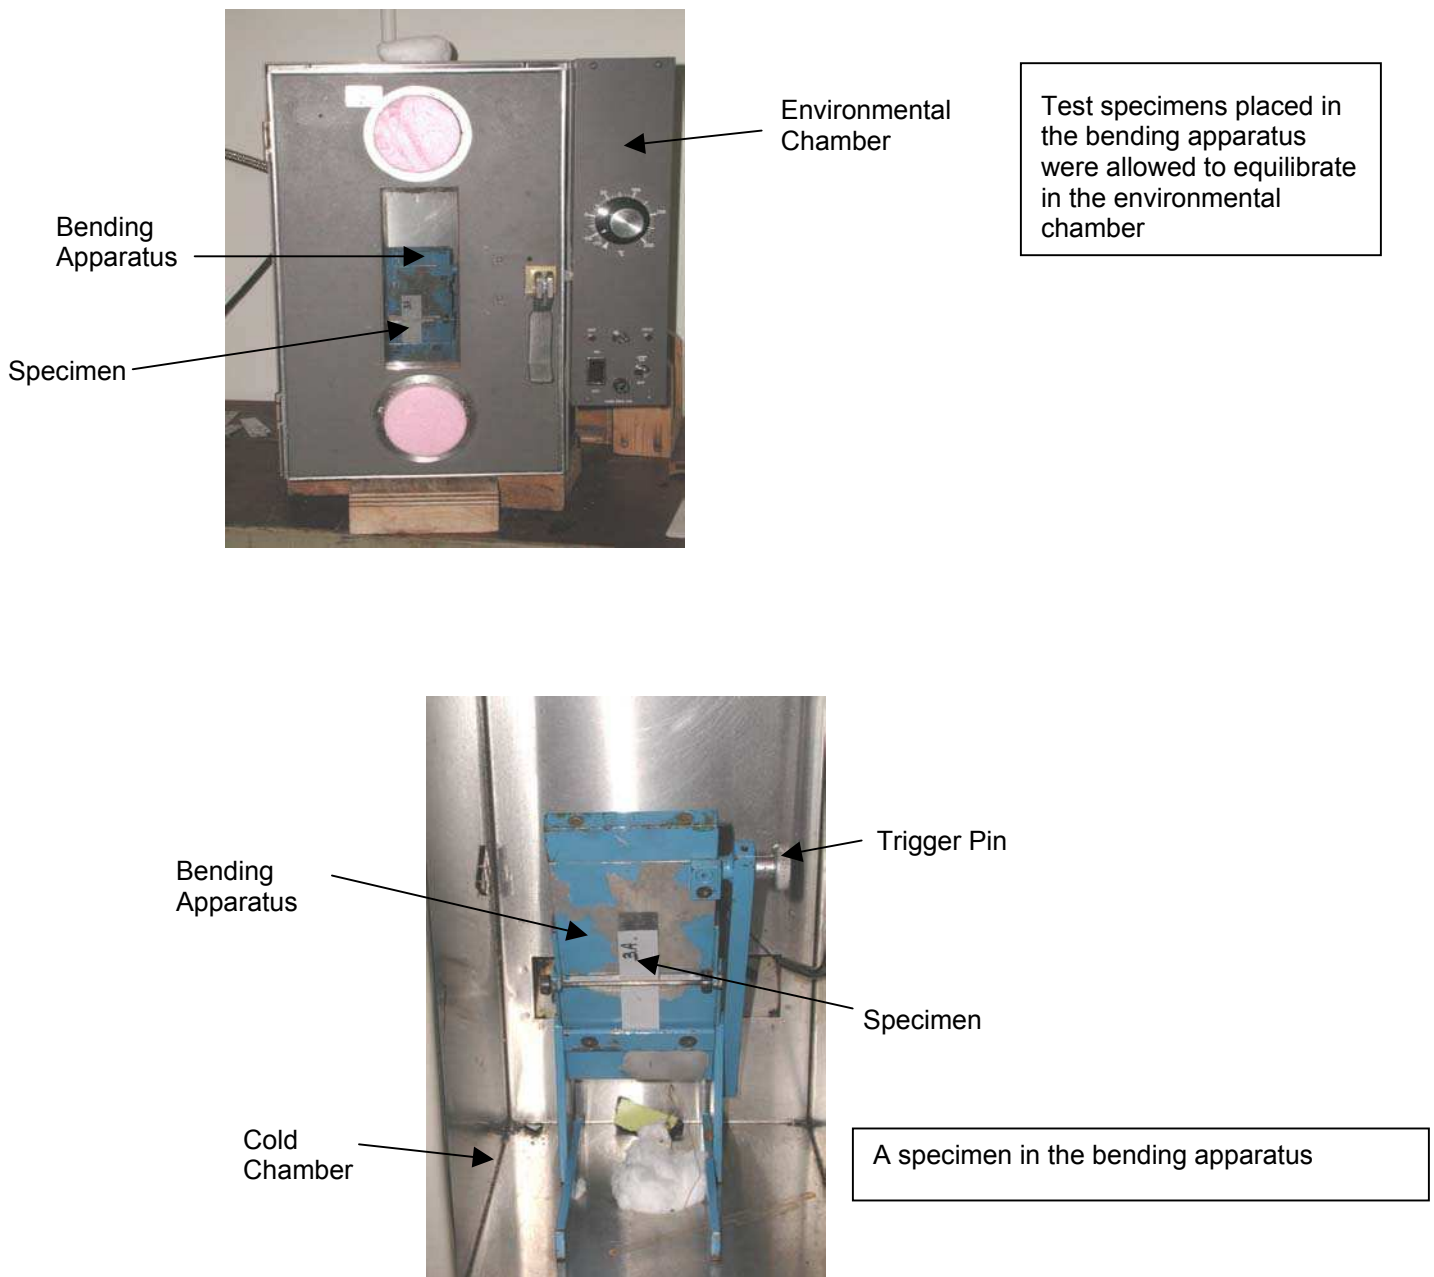 Environmental
Chamber
Test specimens placed in
the bending apparatus
were allowed to equilibrate
in the environmental
chamber
Bending
Apparatus
Specimen
Trigger Pin
Bending
Apparatus
3A.
Specimen
Cold
Chamber
A specimen in the bending apparatus